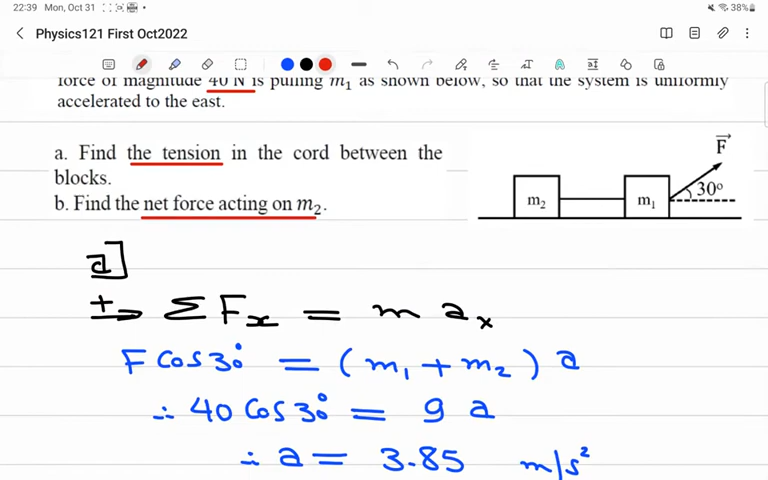 22:39 Mon, Oct 31
38%
Physics121 First Oct2022
force of magnitude 40 N is pulling m₁ as shown below, so that the system is uniformly
accelerated to the east.
a. Find the tension in the cord between the
blocks.
b. Find the net force acting on m₂.
F⃗
30°
m₂
m₁
a]
+→ ΣFₓ = m aₓ
F Cos 30° = (m₁ + m₂) a
∴ 40 Cos 30° = 9 a
∴ a = 3.85 m/s²